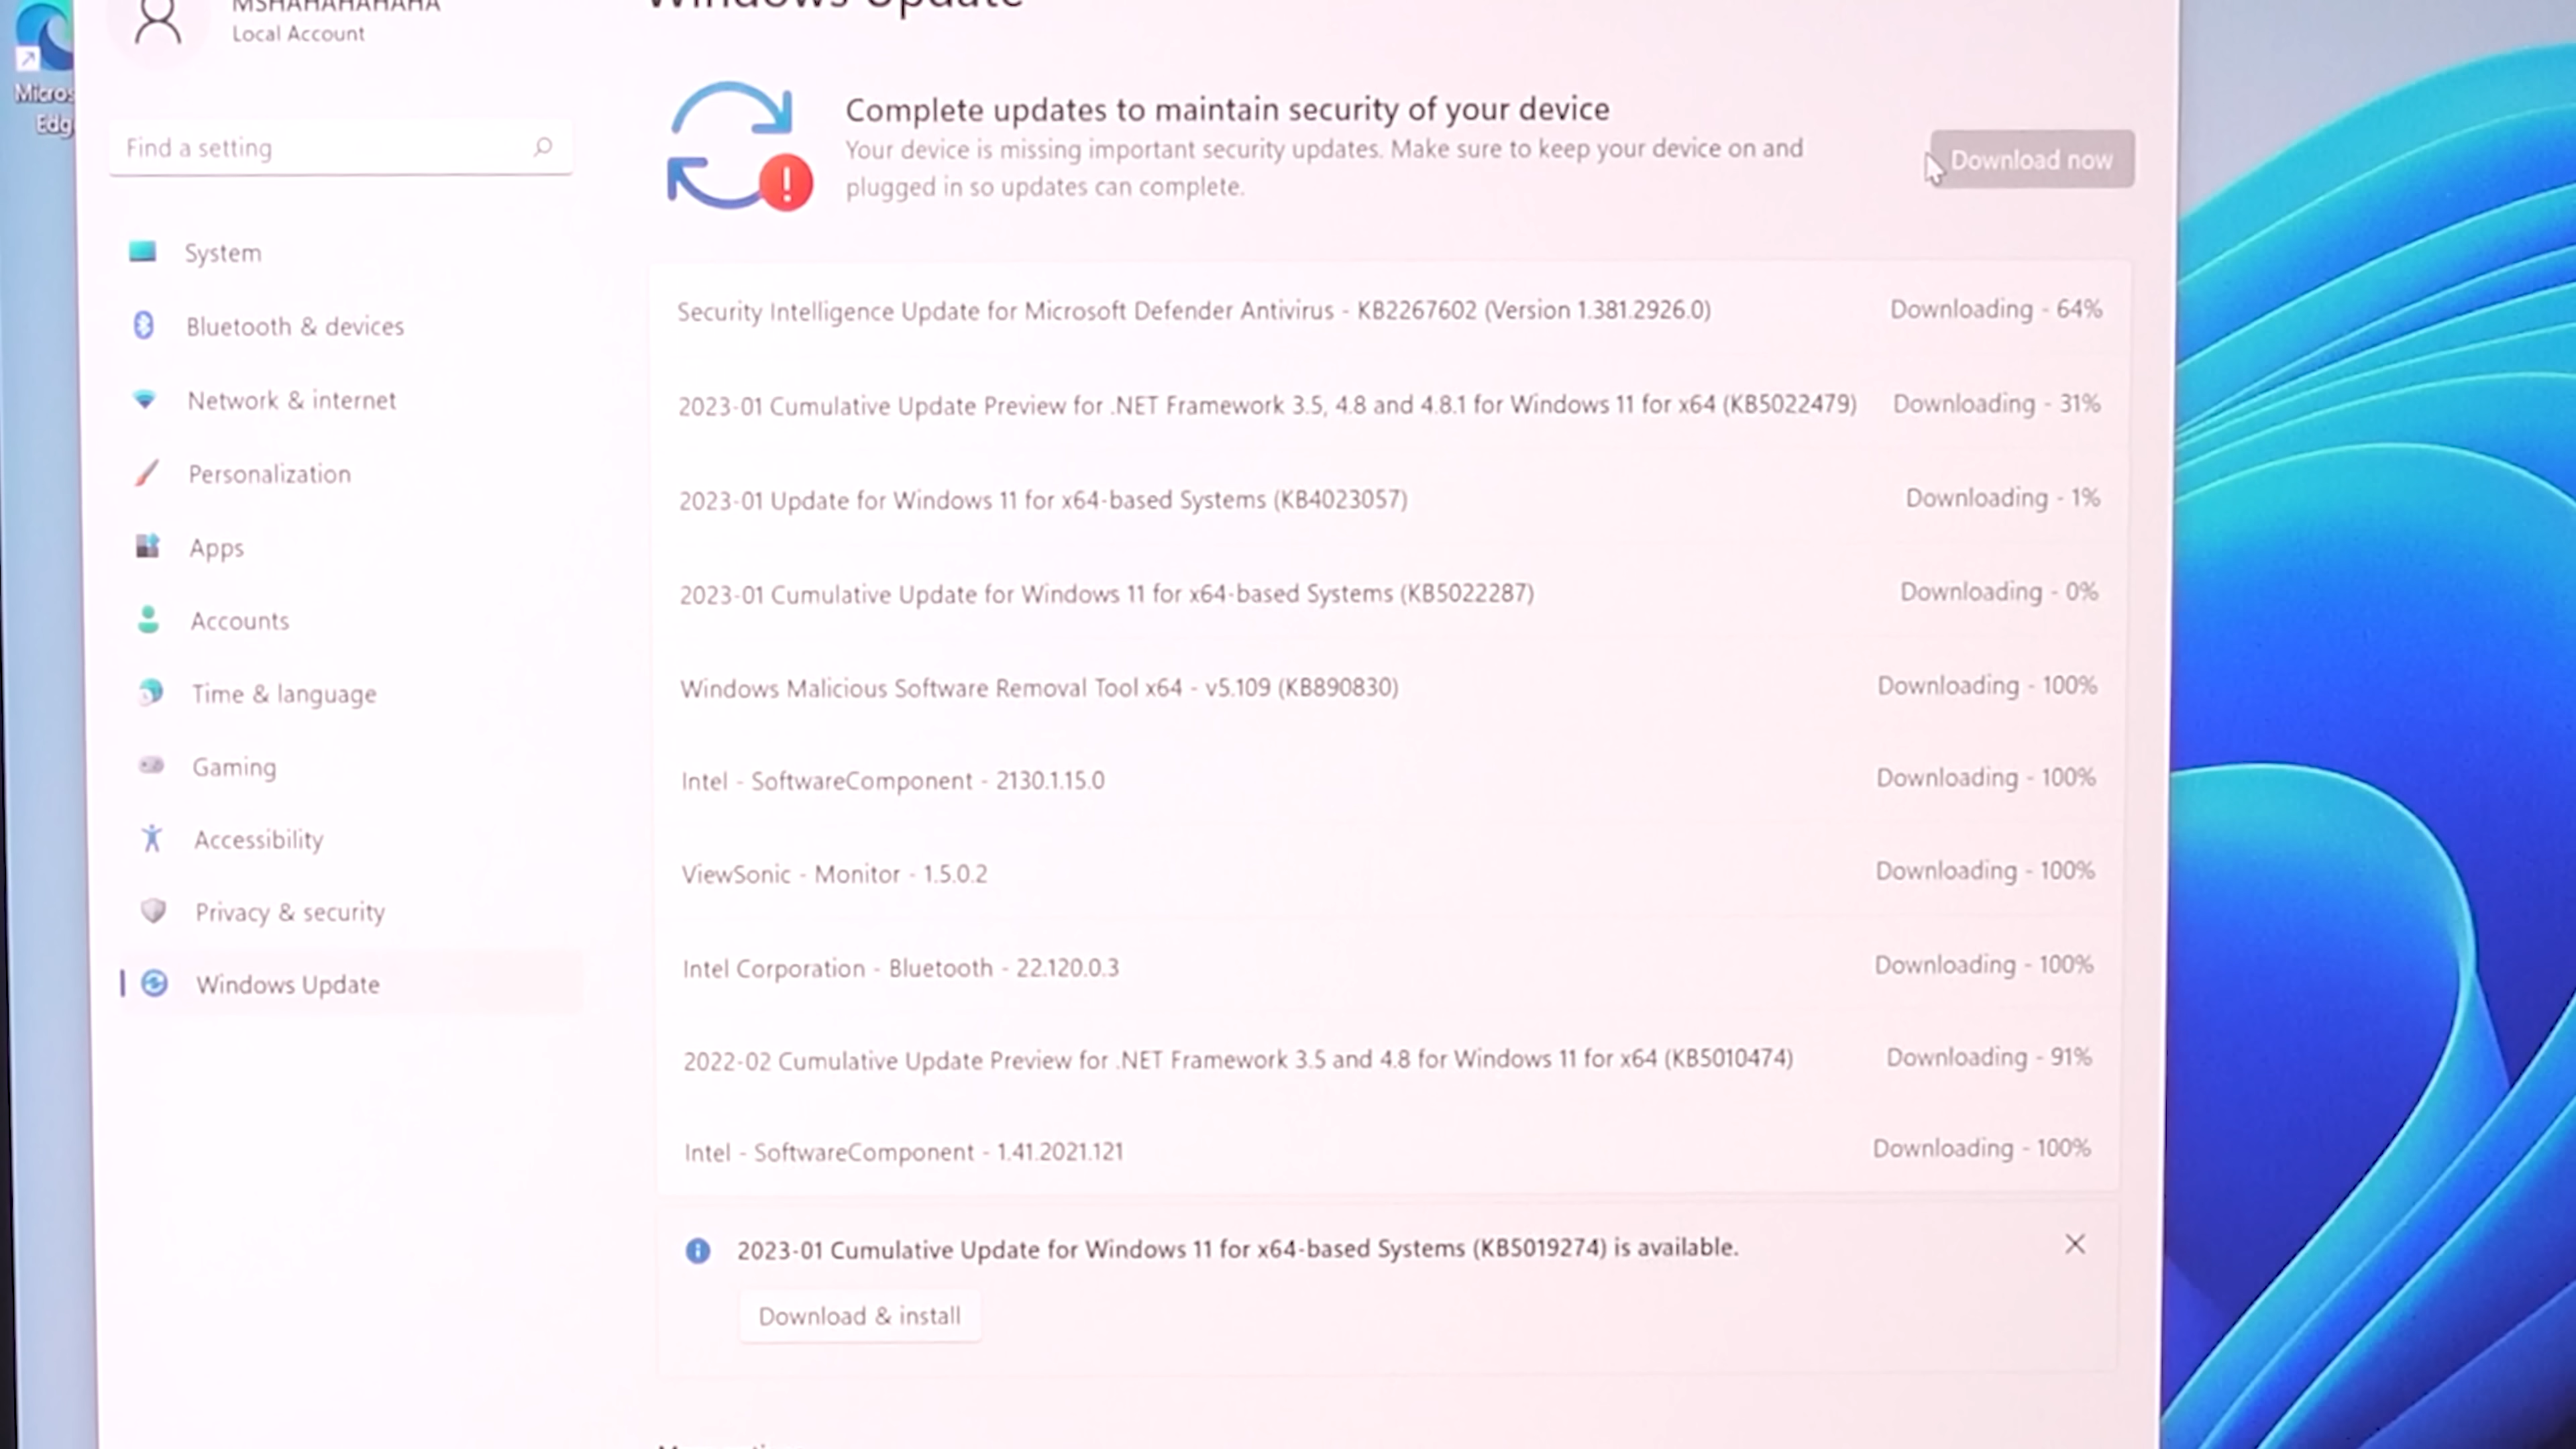 MSHAHAHAHAHA
Local Account
Windows Update
Micros
Edg
Find a setting
System
Bluetooth & devices
Network & internet
Personalization
Apps
Accounts
Time & language
Gaming
Accessibility
Privacy & security
Windows Update
Complete updates to maintain security of your device
Your device is missing important security updates. Make sure to keep your device on and
plugged in so updates can complete.
Download now
Security Intelligence Update for Microsoft Defender Antivirus - KB2267602 (Version 1.381.2926.0) Downloading - 64%
2023-01 Cumulative Update Preview for .NET Framework 3.5, 4.8 and 4.8.1 for Windows 11 for x64 (KB5022479) Downloading - 31%
2023-01 Update for Windows 11 for x64-based Systems (KB4023057) Downloading - 1%
2023-01 Cumulative Update for Windows 11 for x64-based Systems (KB5022287) Downloading - 0%
Windows Malicious Software Removal Tool x64 - v5.109 (KB890830) Downloading - 100%
Intel - SoftwareComponent - 2130.1.15.0 Downloading - 100%
ViewSonic - Monitor - 1.5.0.2 Downloading - 100%
Intel Corporation - Bluetooth - 22.120.0.3 Downloading - 100%
2022-02 Cumulative Update Preview for .NET Framework 3.5 and 4.8 for Windows 11 for x64 (KB5010474) Downloading - 91%
Intel - SoftwareComponent - 1.41.2021.121 Downloading - 100%
2023-01 Cumulative Update for Windows 11 for x64-based Systems (KB5019274) is available.
Download & install